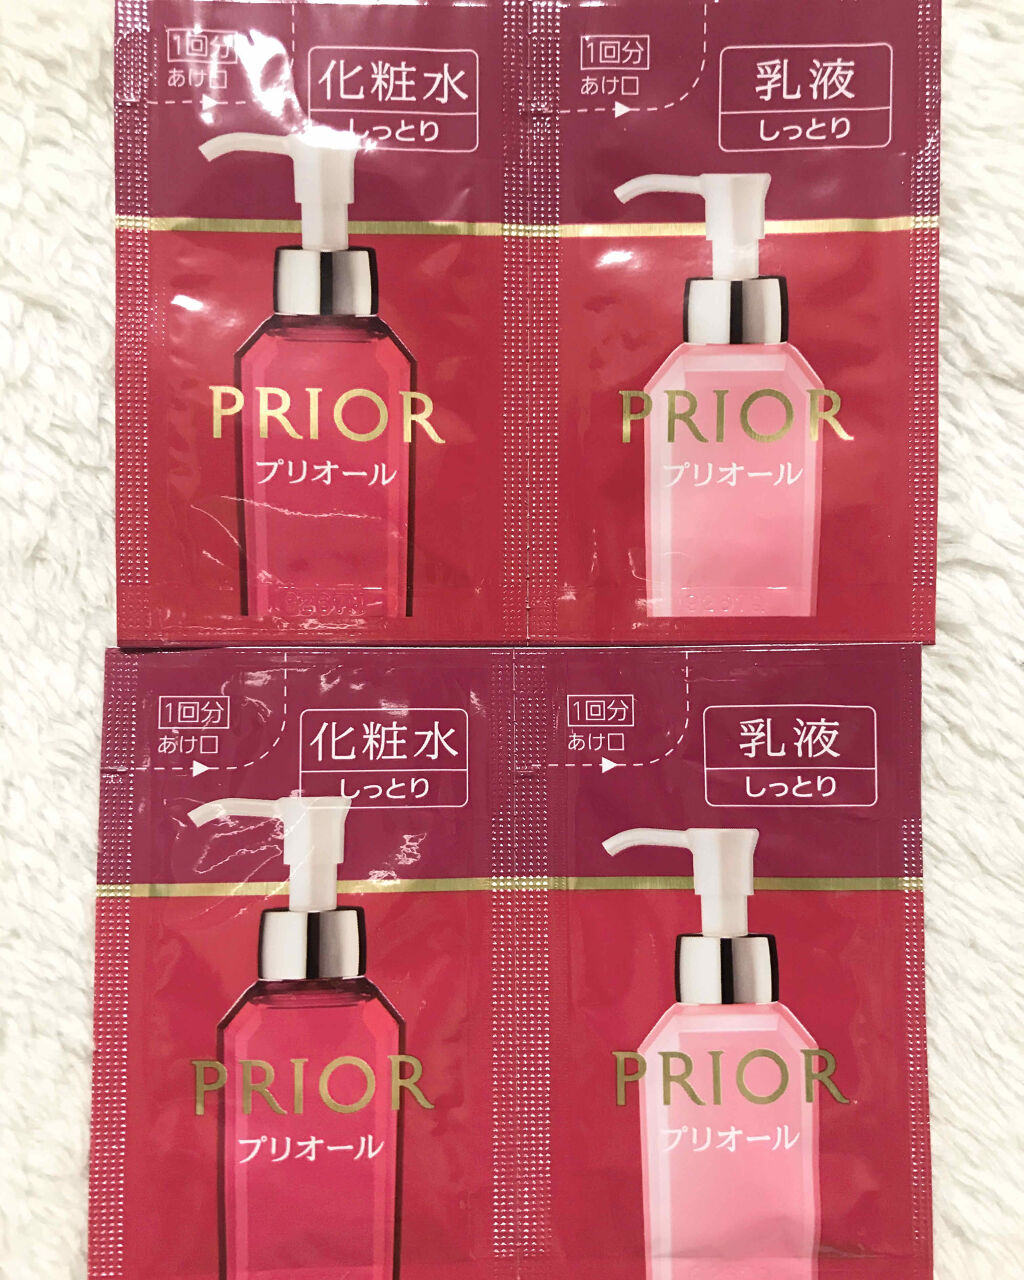 1回分
あけ口
化粧水
しっとり
PRIOR
プリオール
1回分
あけ口
乳液
しっとり
PRIOR
プリオール
1回分
あけ口
化粧水
しっとり
PRIOR
プリオール
1回分
あけ口
乳液
しっとり
PRIOR
プリオール